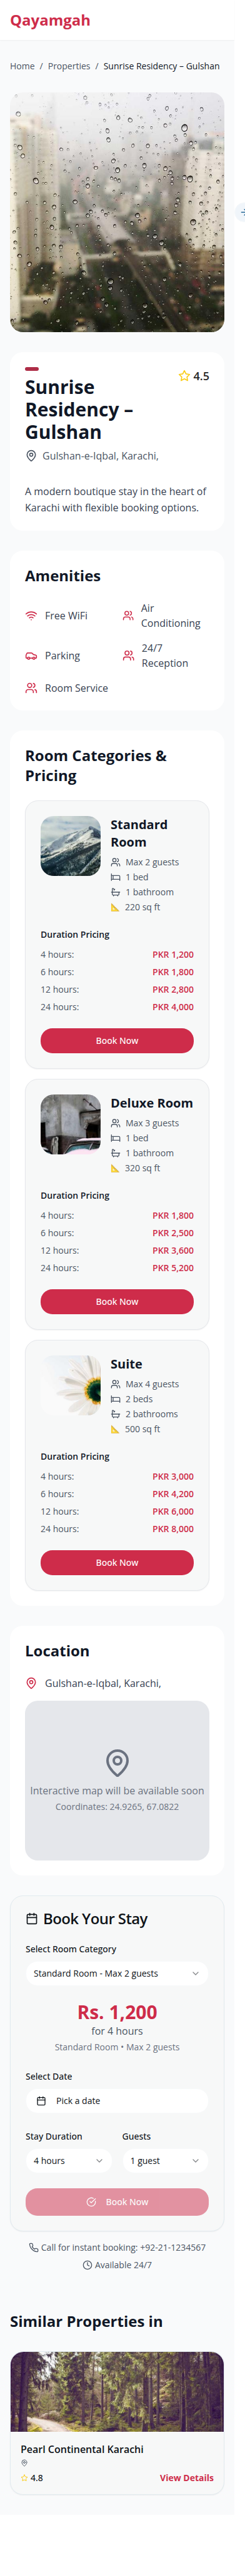 Qayamgah
Home / Properties / Sunrise Residency – Gulshan
Sunrise
Residency –
Gulshan
4.5
Gulshan-e-Iqbal, Karachi,
A modern boutique stay in the heart of
Karachi with flexible booking options.
Amenities
Free WiFi
Air
Conditioning
Parking
24/7
Reception
Room Service
Room Categories &
Pricing
Standard
Room
Max 2 guests
1 bed
1 bathroom
220 sq ft
Duration Pricing
4 hours: PKR 1,200
6 hours: PKR 1,800
12 hours: PKR 2,800
24 hours: PKR 4,000
Book Now
Deluxe Room
Max 3 guests
1 bed
1 bathroom
320 sq ft
Duration Pricing
4 hours: PKR 1,800
6 hours: PKR 2,500
12 hours: PKR 3,600
24 hours: PKR 5,200
Book Now
Suite
Max 4 guests
2 beds
2 bathrooms
500 sq ft
Duration Pricing
4 hours: PKR 3,000
6 hours: PKR 4,200
12 hours: PKR 6,000
24 hours: PKR 8,000
Book Now
Location
Gulshan-e-Iqbal, Karachi,
Interactive map will be available soon
Coordinates: 24.9265, 67.0822
Book Your Stay
Select Room Category
Standard Room - Max 2 guests
Rs. 1,200
for 4 hours
Standard Room • Max 2 guests
Select Date
Pick a date
Stay Duration Guests
4 hours 1 guest
Book Now
Call for instant booking: +92-21-1234567
Available 24/7
Similar Properties in
Pearl Continental Karachi
4.8 View Details